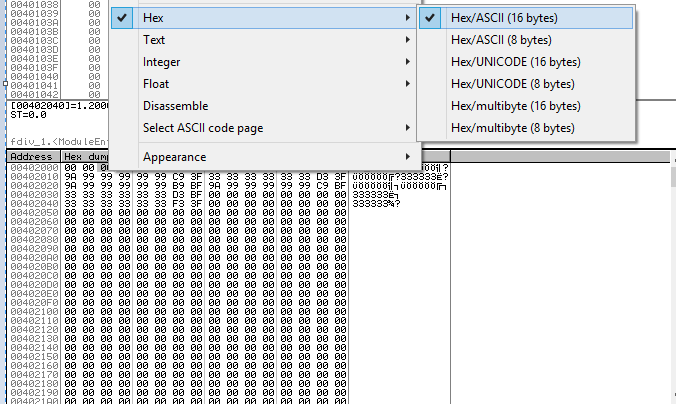 00401038 00
00401039 00
0040103A 00
0040103B 00
0040103C 00
0040103D 00
0040103E 00
0040103F 00
00401040 00
00401041 00
00401042 00
Hex
Text
Integer
Float
Disassemble
Select ASCII code page
Appearance
Hex/ASCII (16 bytes)
Hex/ASCII (8 bytes)
Hex/UNICODE (16 bytes)
Hex/UNICODE (8 bytes)
Hex/multibyte (16 bytes)
Hex/multibyte (8 bytes)
[00402040]=1.2000
ST=0.0
fdiv_1.<ModuleEn
Address Hex dum
00402000 00 00 00
00402010 9A 99 99 99 99 99 C9 3F 33 33 33 33 33 33 D3 3F
00402020 9A 99 99 99 99 99 B9 BF 9A 99 99 99 99 99 C9 BF
00402030 33 33 33 33 33 33 D3 BF 00 00 00 00 00 00 00 00
00402040 33 33 33 33 33 33 F3 3F 00 00 00 00 00 00 00 00
00402050 00 00 00 00 00 00 00 00 00 00 00 00 00 00 00 00
00402060 00 00 00 00 00 00 00 00 00 00 00 00 00 00 00 00
00402070 00 00 00 00 00 00 00 00 00 00 00 00 00 00 00 00
00402080 00 00 00 00 00 00 00 00 00 00 00 00 00 00 00 00
00402090 00 00 00 00 00 00 00 00 00 00 00 00 00 00 00 00
004020A0 00 00 00 00 00 00 00 00 00 00 00 00 00 00 00 00
004020B0 00 00 00 00 00 00 00 00 00 00 00 00 00 00 00 00
004020C0 00 00 00 00 00 00 00 00 00 00 00 00 00 00 00 00
004020D0 00 00 00 00 00 00 00 00 00 00 00 00 00 00 00 00
004020E0 00 00 00 00 00 00 00 00 00 00 00 00 00 00 00 00
004020F0 00 00 00 00 00 00 00 00 00 00 00 00 00 00 00 00
00402100 00 00 00 00 00 00 00 00 00 00 00 00 00 00 00 00
00402110 00 00 00 00 00 00 00 00 00 00 00 00 00 00 00 00
00402120 00 00 00 00 00 00 00 00 00 00 00 00 00 00 00 00
00402130 00 00 00 00 00 00 00 00 00 00 00 00 00 00 00 00
00402140 00 00 00 00 00 00 00 00 00 00 00 00 00 00 00 00
00402150 00 00 00 00 00 00 00 00 00 00 00 00 00 00 00 00
00402160 00 00 00 00 00 00 00 00 00 00 00 00 00 00 00 00
00402170 00 00 00 00 00 00 00 00 00 00 00 00 00 00 00 00
00402180 00 00 00 00 00 00 00 00 00 00 00 00 00 00 00 00
00402190 00 00 00 00 00 00 00 00 00 00 00 00 00 00 00 00
004021A0 00 00 00 00 00 00 00 00 00 00 00 00 00 00 00 00